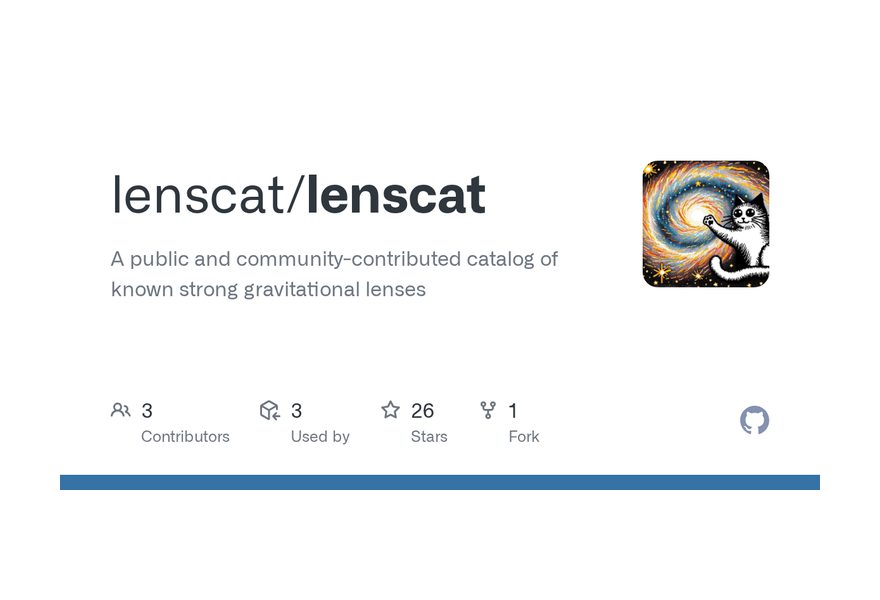 lenscat/lenscat
A public and community-contributed catalog of
known strong gravitational lenses
3
Contributors
3
Used by
26
Stars
1
Fork